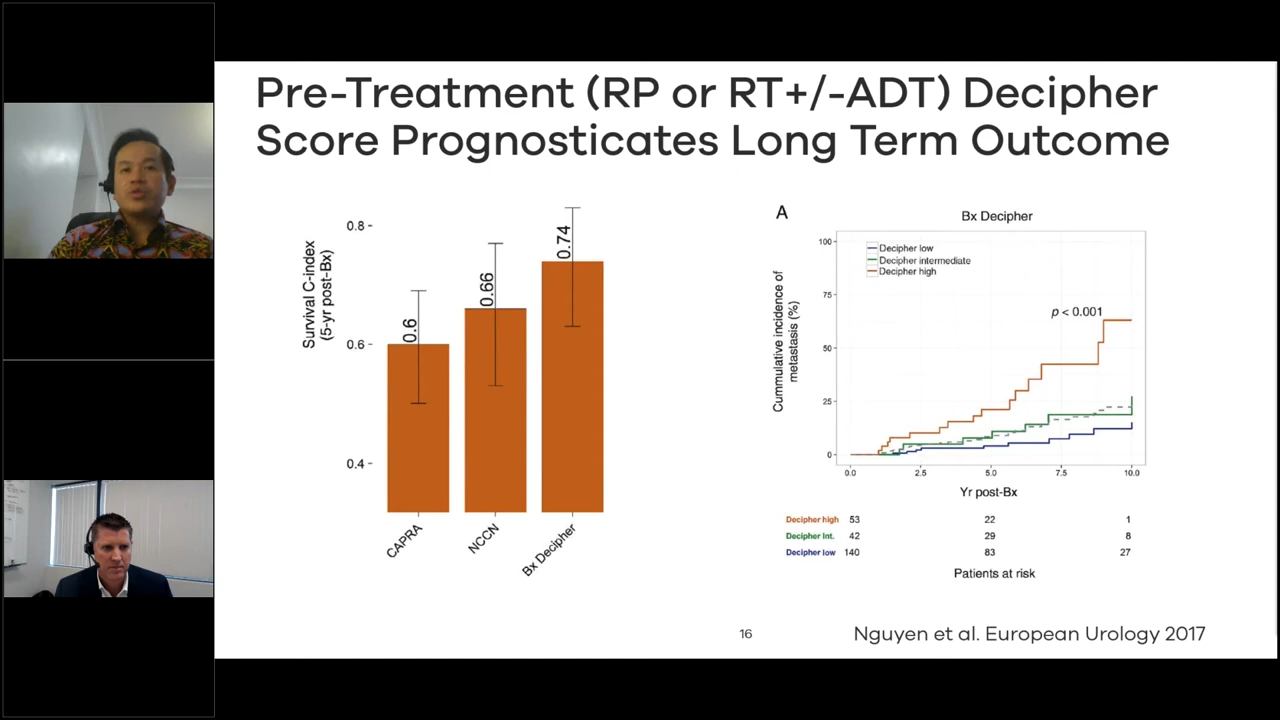 Pre-Treatment (RP or RT+/-ADT) Decipher
Score Prognosticates Long Term Outcome
Survival C-index
(5-yr post-Bx)
0.8
0.6
0.4
0.6
0.66
0.74
CAPRA
NCCN
Bx Decipher
A
Bx Decipher
Cummulative incidence of
metastasis (%)
100
75
50
25
0
Decipher low
Decipher intermediate
Decipher high
p < 0.001
0.0 2.5 5.0 7.5 10.0
Yr post-Bx
Decipher high 53 22 1
Decipher Int. 42 29 8
Decipher low 140 83 27
Patients at risk
16
Nguyen et al. European Urology 2017